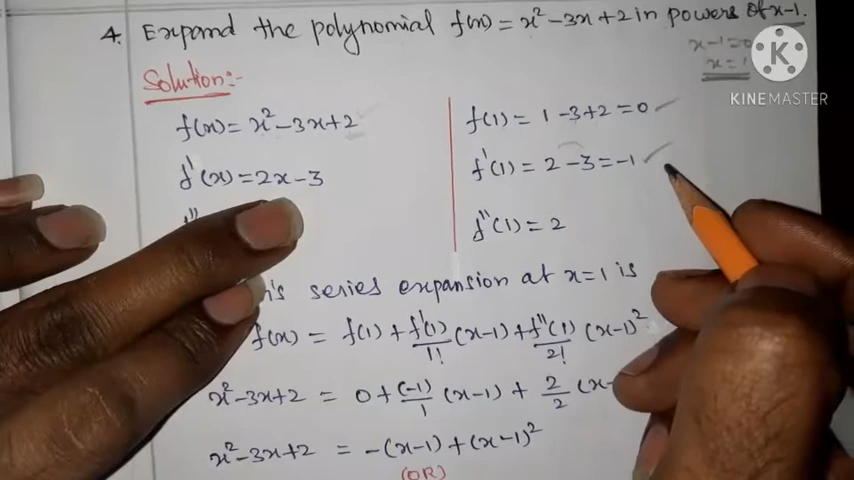 4. Expand the polynomial f(x) = x² - 3x + 2 in powers of x-1.
x-1=0
x=1
K
KINEMASTER
Solution:-
f(x) = x² - 3x + 2
f'(x) = 2x - 3
f(1) = 1 - 3 + 2 = 0
f'(1) = 2 - 3 = -1
f''(1) = 2
series expansion at x=1 is
f(x) = f(1) + f'(1)/1! (x-1) + f''(1)/2! (x-1)²
x² - 3x + 2 = 0 + (-1)/1 (x-1) + 2/2 (x-
x² - 3x + 2 = -(x-1) + (x-1)²
(OR)